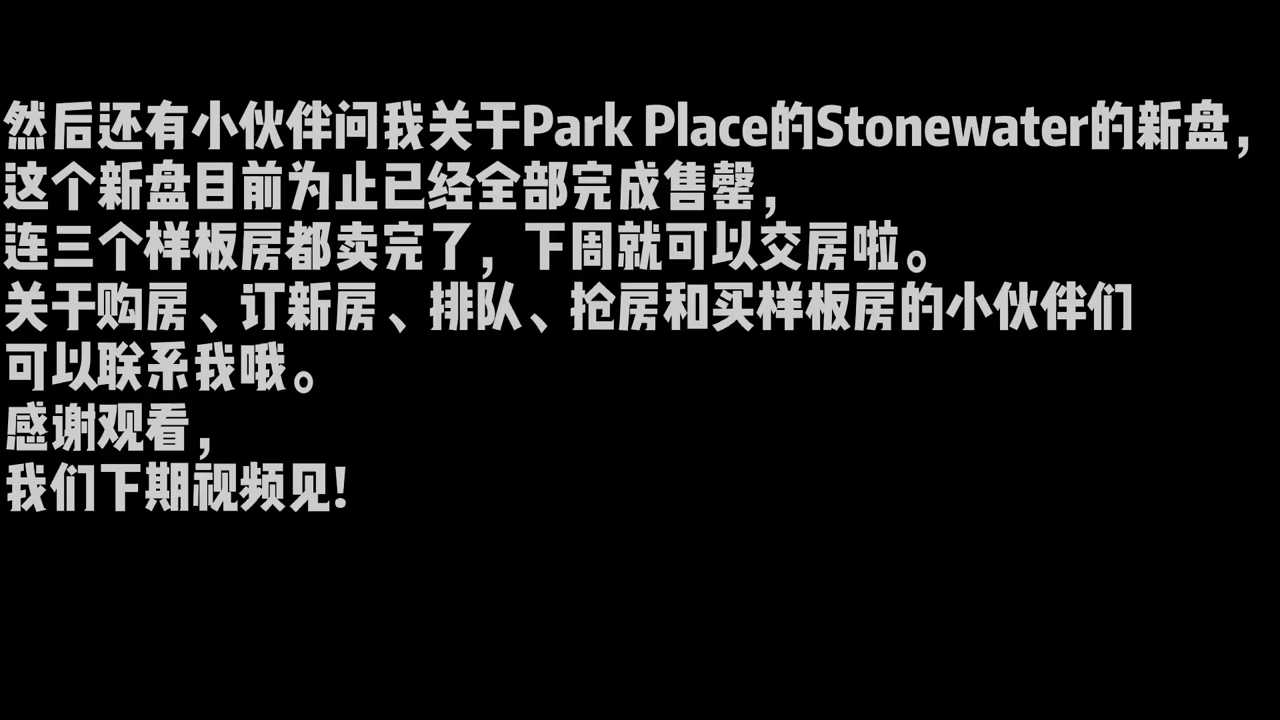 然后还有小伙伴问我关于Park Place的Stonewater的新盘，
这个新盘目前为止已经全部完成售罄，
连三个样板房都卖完了，下周就可以交房啦。
关于购房、订新房、排队、抢房和买样板房的小伙伴们
可以联系我哦。
感谢观看，
我们下期视频见!